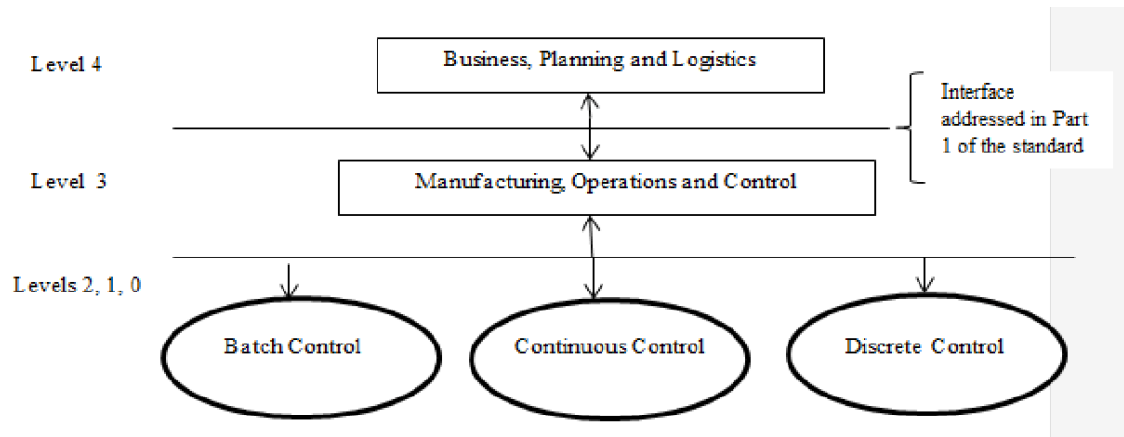 Level 4
Business, Planning and Logistics
Interface
addressed in Part
1 of the standard
Level 3
Manufacturing, Operations and Control
Levels 2, 1, 0
Batch Control
Continuous Control
Discrete Control